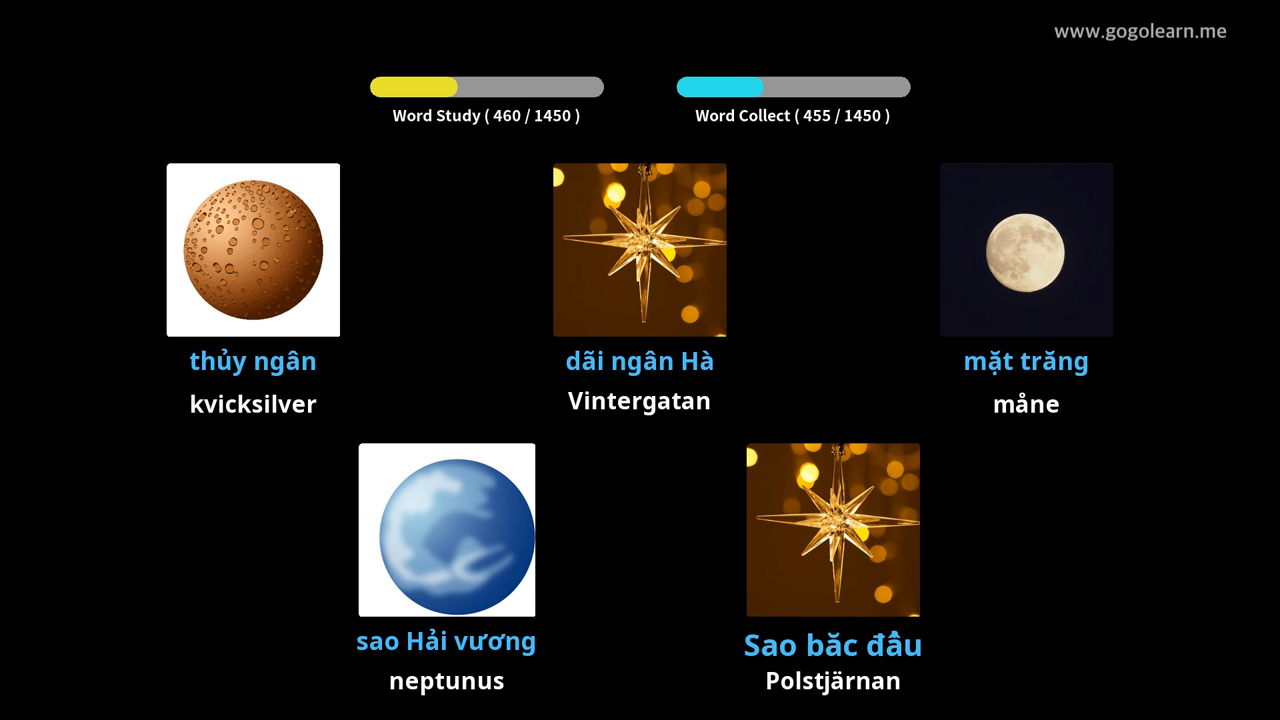 www.gogolearn.me
Word Study ( 460 / 1450 )
Word Collect ( 455 / 1450 )
thủy ngân
kvicksilver
dãi ngân Hà
Vintergatan
mặt trăng
måne
sao Hải vương
neptunus
Sao băc đẩu
Polstjärnan